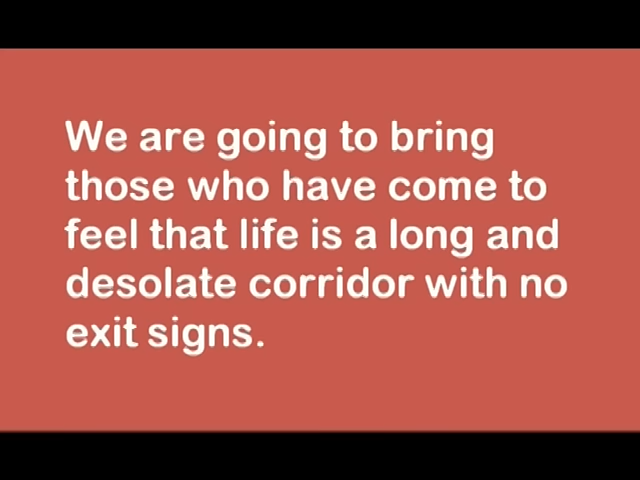 We are going to bring
those who have come to
feel that life is a long and
desolate corridor with no
exit signs.